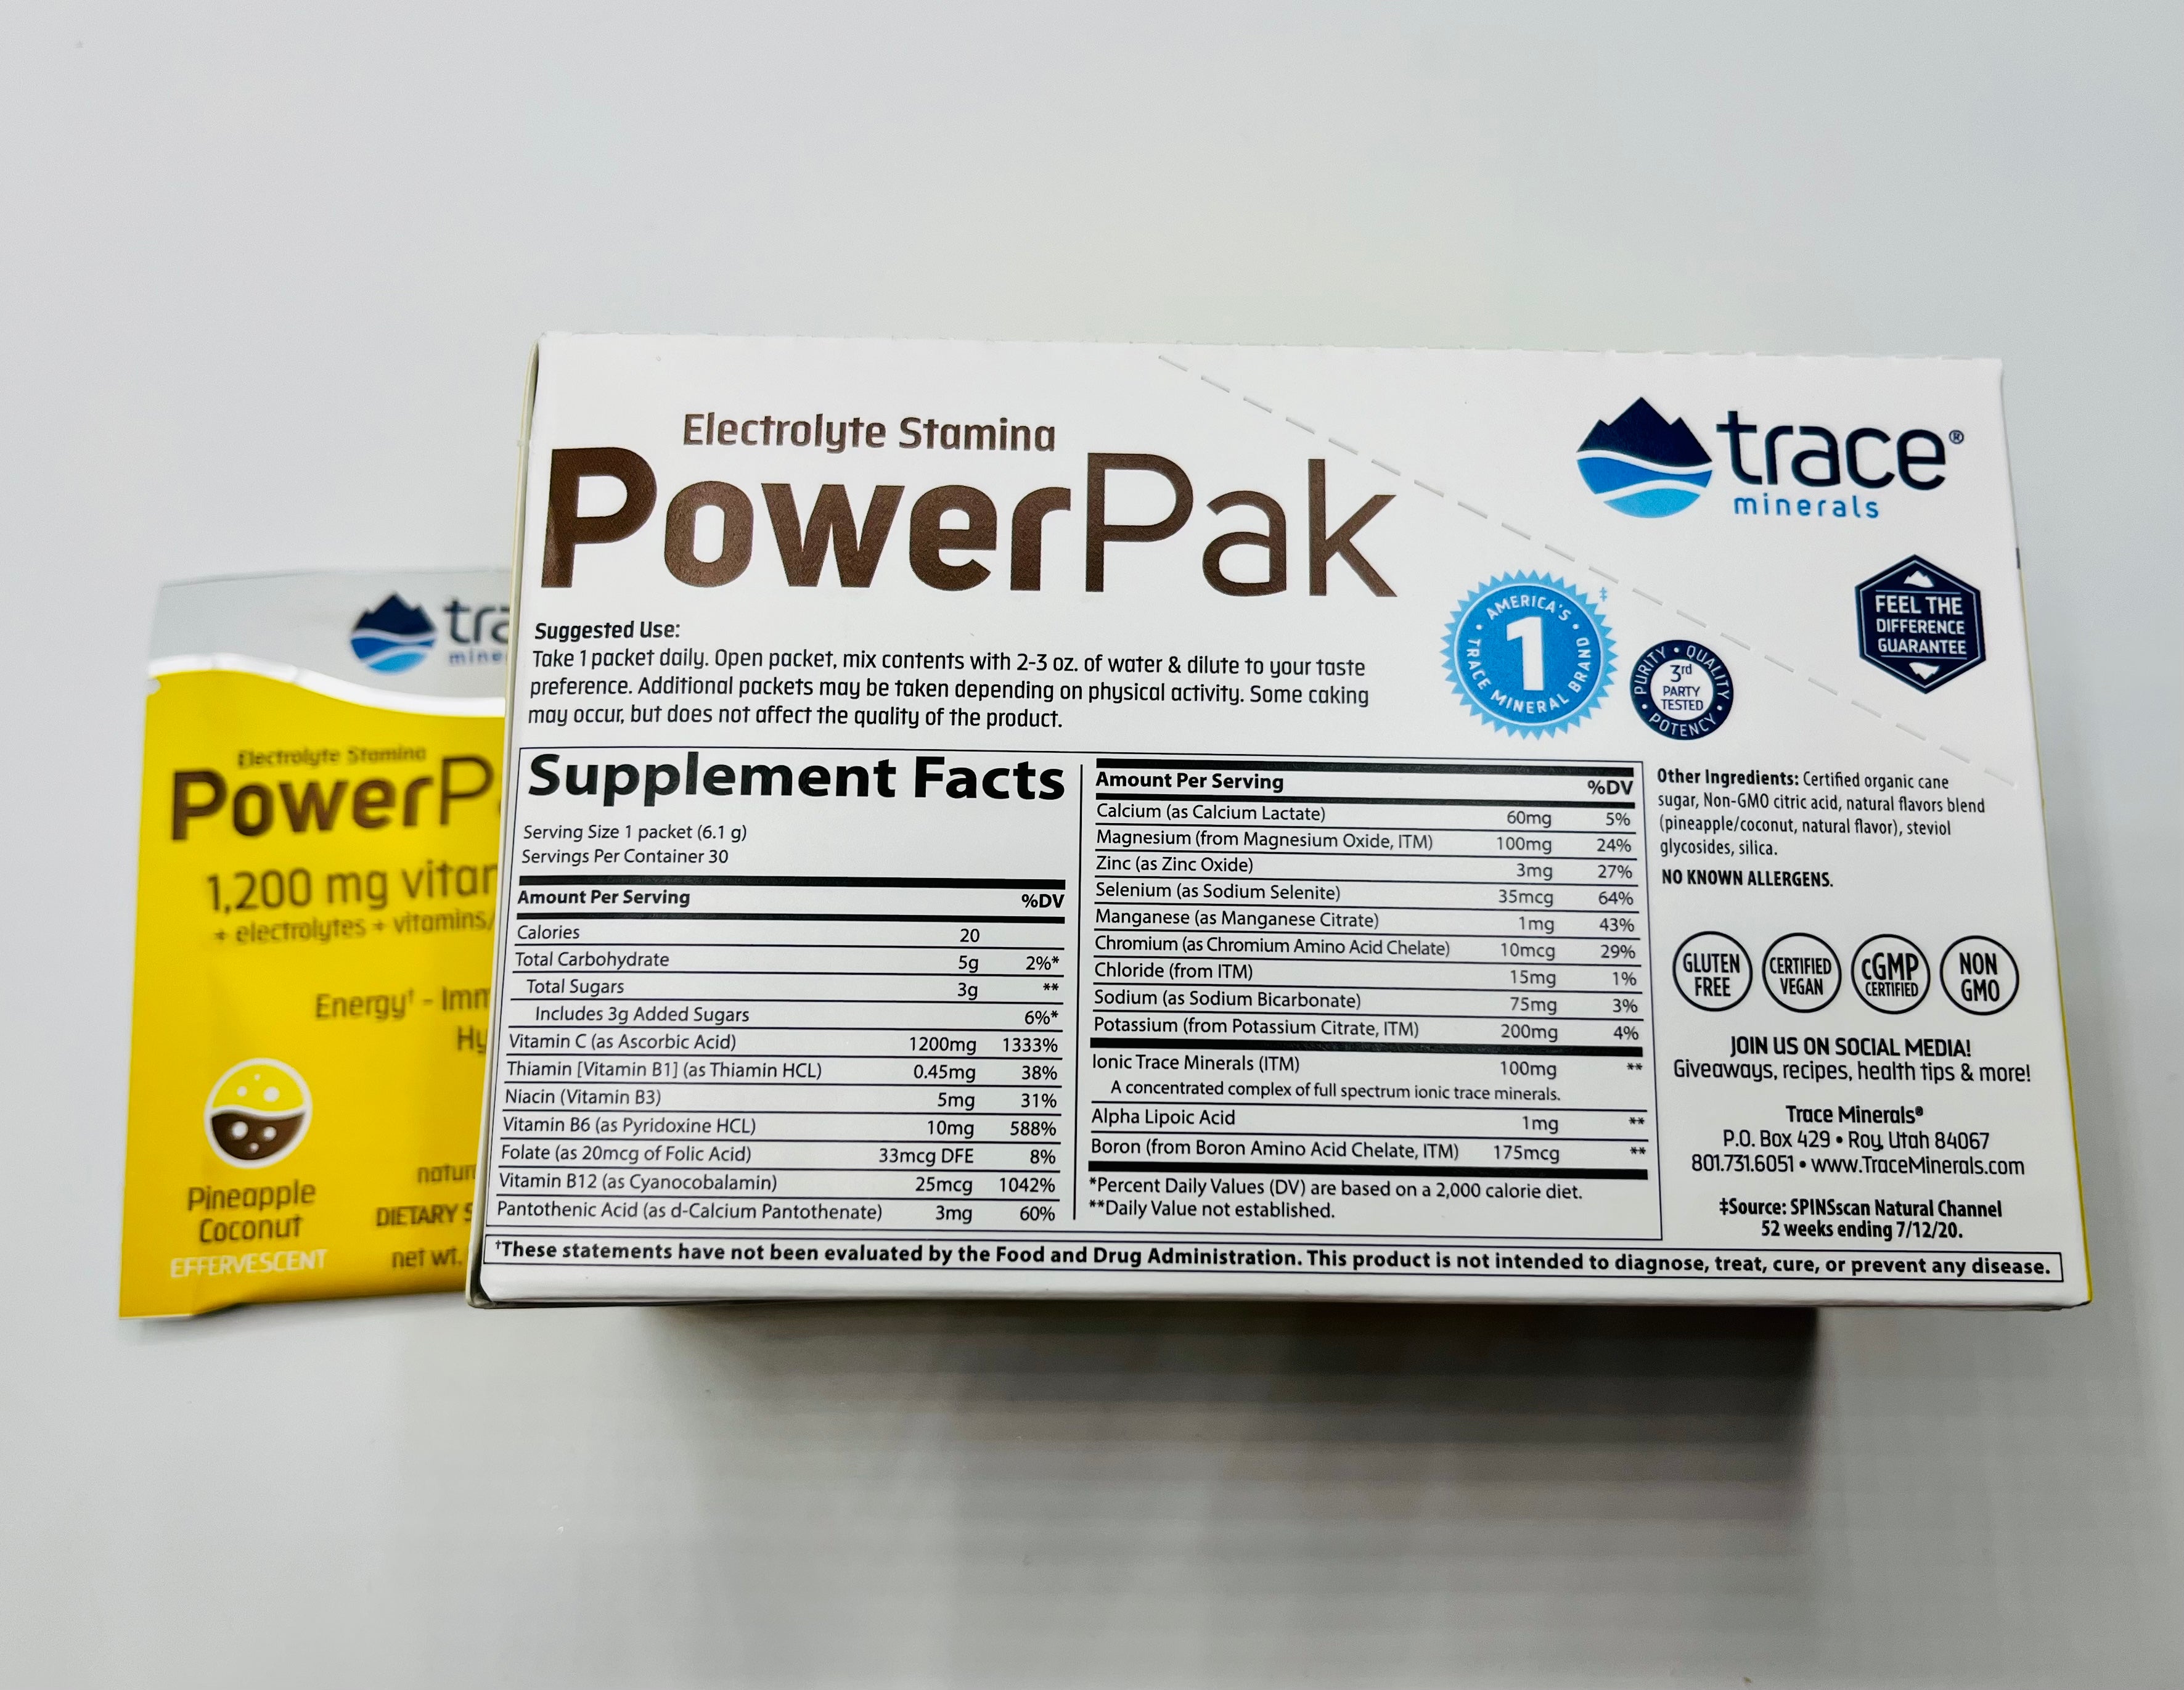 Electrolyte Stamina
PowerPak
trace®
minerals
Suggested Use:
Take 1 packet daily. Open packet, mix contents with 2-3 oz. of water & dilute to your taste
preference. Additional packets may be taken depending on physical activity. Some caking
may occur, but does not affect the quality of the product.
‡
AMERICA'S
1
TRACE MINERAL BRAND
PURITY • QUALITY
3rd
PARTY
TESTED
POTENCY
FEEL THE
DIFFERENCE
GUARANTEE
Supplement Facts
Serving Size 1 packet (6.1 g)
Servings Per Container 30
Amount Per Serving %DV
Calories 20
Total Carbohydrate 5g 2%*
Total Sugars 3g **
Includes 3g Added Sugars 6%*
Vitamin C (as Ascorbic Acid) 1200mg 1333%
Thiamin [Vitamin B1] (as Thiamin HCL) 0.45mg 38%
Niacin (Vitamin B3) 5mg 31%
Vitamin B6 (as Pyridoxine HCL) 10mg 588%
Folate (as 20mcg of Folic Acid) 33mcg DFE 8%
Vitamin B12 (as Cyanocobalamin) 25mcg 1042%
Pantothenic Acid (as d-Calcium Pantothenate) 3mg 60%
Amount Per Serving %DV
Calcium (as Calcium Lactate) 60mg 5%
Magnesium (from Magnesium Oxide, ITM) 100mg 24%
Zinc (as Zinc Oxide) 3mg 27%
Selenium (as Sodium Selenite) 35mcg 64%
Manganese (as Manganese Citrate) 1mg 43%
Chromium (as Chromium Amino Acid Chelate) 10mcg 29%
Chloride (from ITM) 15mg 1%
Sodium (as Sodium Bicarbonate) 75mg 3%
Potassium (from Potassium Citrate, ITM) 200mg 4%
Ionic Trace Minerals (ITM) 100mg **
A concentrated complex of full spectrum ionic trace minerals.
Alpha Lipoic Acid 1mg **
Boron (from Boron Amino Acid Chelate, ITM) 175mcg **
*Percent Daily Values (DV) are based on a 2,000 calorie diet.
**Daily Value not established.
Other Ingredients: Certified organic cane
sugar, Non-GMO citric acid, natural flavors blend
(pineapple/coconut, natural flavor), steviol
glycosides, silica.
NO KNOWN ALLERGENS.
GLUTEN
FREE
CERTIFIED
VEGAN
cGMP
CERTIFIED
NON
GMO
JOIN US ON SOCIAL MEDIA!
Giveaways, recipes, health tips & more!
Trace Minerals®
P.O. Box 429 • Roy, Utah 84067
801.731.6051 • www.TraceMinerals.com
‡Source: SPINSscan Natural Channel
52 weeks ending 7/12/20.
†These statements have not been evaluated by the Food and Drug Administration. This product is not intended to diagnose, treat, cure, or prevent any disease.
Electrolyte Stamina
PowerP
1,200 mg
+ electrolytes + vitamins/
Energy† -
Pineapple
Coconut
EFFERVESCENT
DIETARY
net wt.